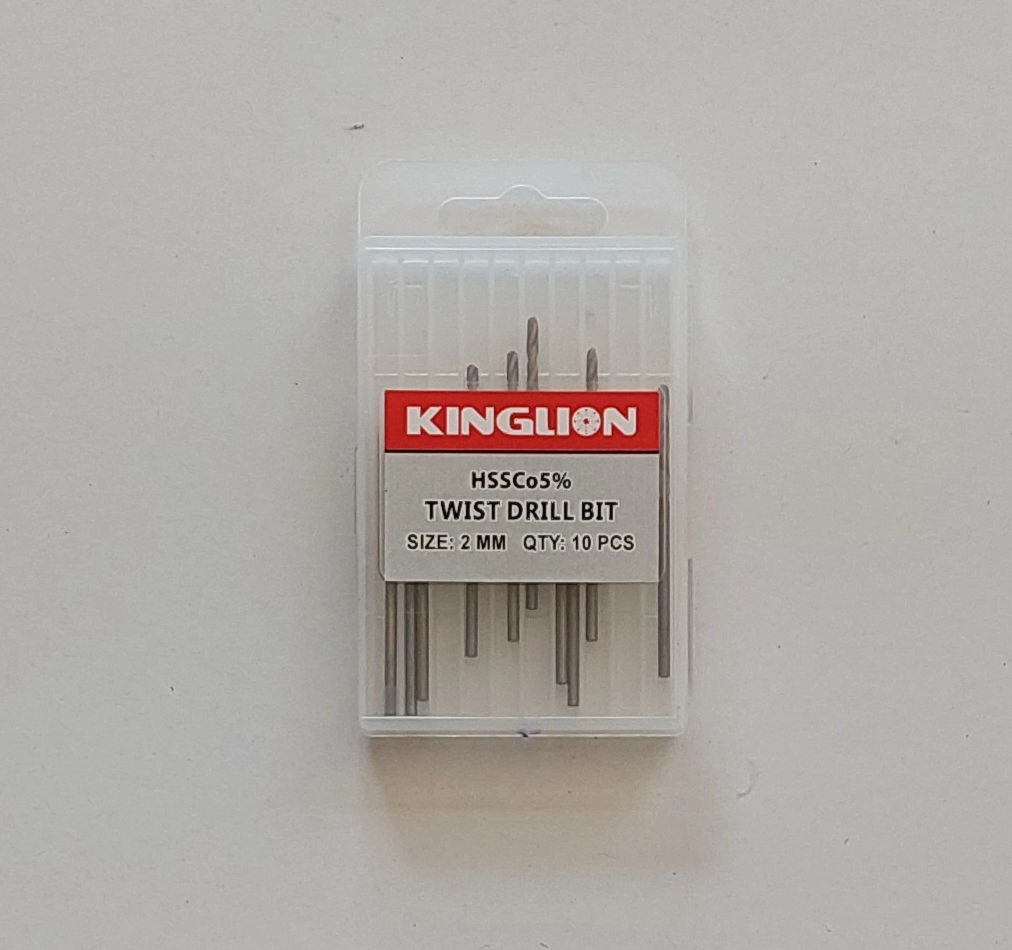 KINGLION
HSSCo5%
TWIST DRILL BIT
SIZE: 2 MM QTY: 10 PCS